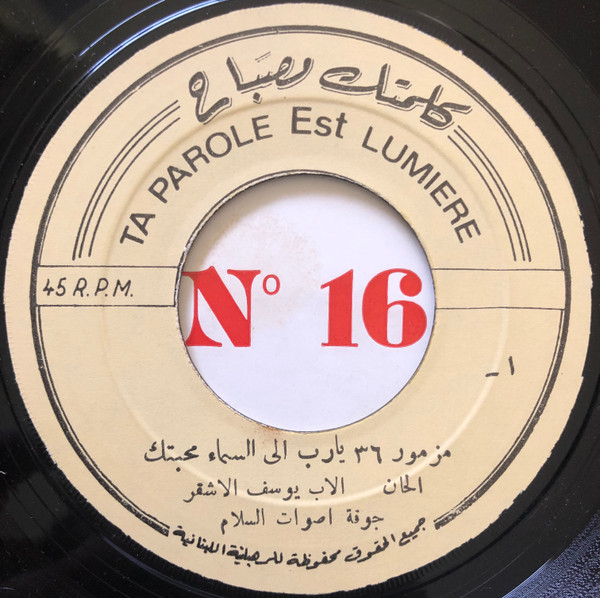 كلمتك مصباح
TA PAROLE Est LUMIERE
45 R.P.M.
N° 16
١-
مزمور ٣٦ يارب الى السماء محبتك
الحان الاب يوسف الاشقر
جوقة اصوات السلام
جميع الحقوق محفوظة للرهبانية اللبنانية